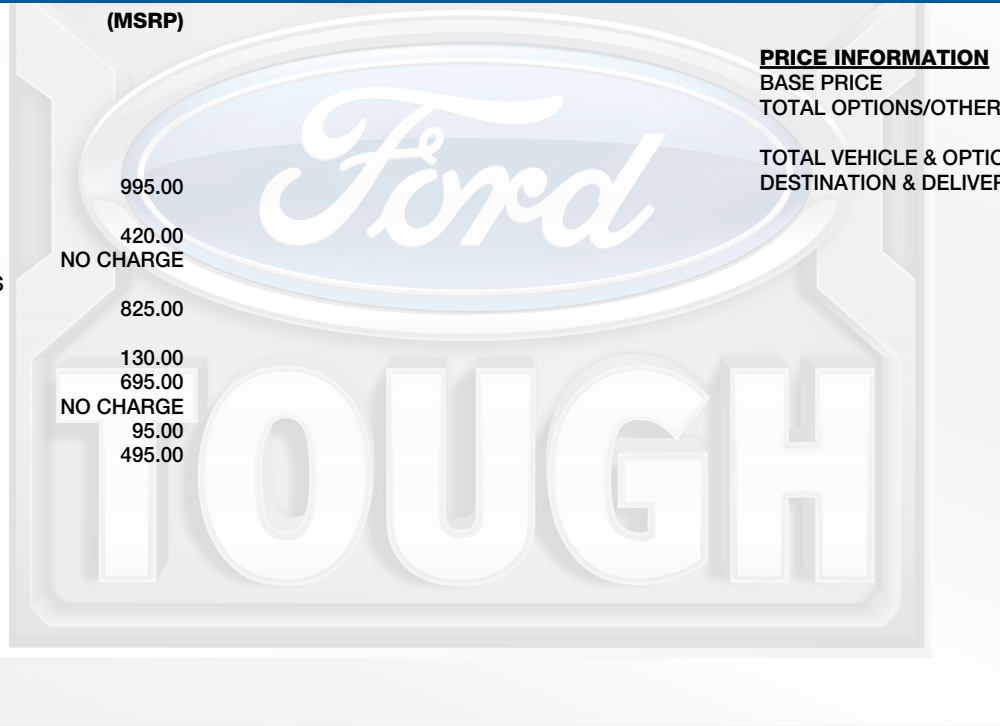 (MSRP)
995.00
420.00
NO CHARGE
S
825.00
130.00
695.00
NO CHARGE
95.00
495.00
PRICE INFORMATION
BASE PRICE
TOTAL OPTIONS/OTHER
TOTAL VEHICLE & OPTIO
DESTINATION & DELIVER
Ford
TOUGH